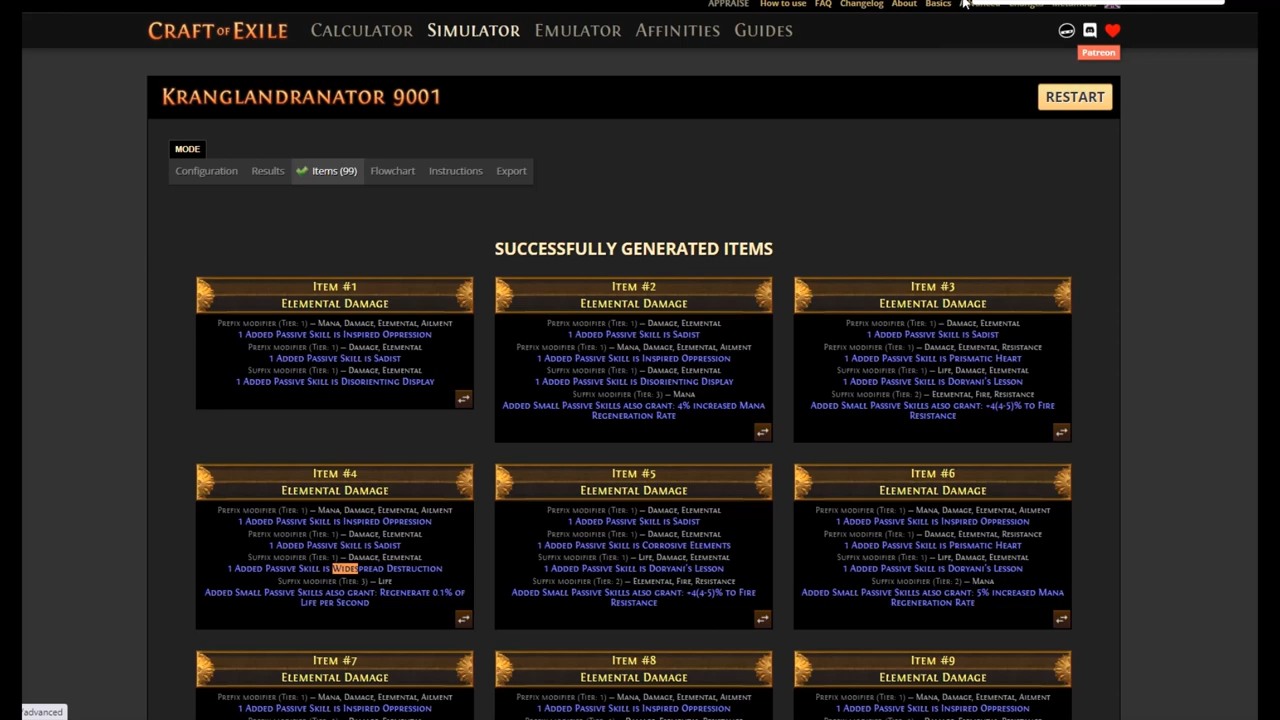 APPRAISE How to use FAQ Changelog About Basics
CRAFT OF EXILE CALCULATOR SIMULATOR EMULATOR AFFINITIES GUIDES
Patreon
KRANGLANDRANATOR 9001
RESTART
MODE
Configuration Results Items (99) Flowchart Instructions Export
SUCCESSFULLY GENERATED ITEMS
ITEM #1
ELEMENTAL DAMAGE
PREFIX MODIFIER (TIER: 1) — MANA, DAMAGE, ELEMENTAL, AILMENT
1 ADDED PASSIVE SKILL IS INSPIRED OPPRESSION
PREFIX MODIFIER (TIER: 1) — DAMAGE, ELEMENTAL
1 ADDED PASSIVE SKILL IS SADIST
SUFFIX MODIFIER (TIER: 1) — DAMAGE, ELEMENTAL
1 ADDED PASSIVE SKILL IS DISORIENTING DISPLAY
ITEM #2
ELEMENTAL DAMAGE
PREFIX MODIFIER (TIER: 1) — DAMAGE, ELEMENTAL
1 ADDED PASSIVE SKILL IS SADIST
PREFIX MODIFIER (TIER: 1) — MANA, DAMAGE, ELEMENTAL, AILMENT
1 ADDED PASSIVE SKILL IS INSPIRED OPPRESSION
SUFFIX MODIFIER (TIER: 1) — DAMAGE, ELEMENTAL
1 ADDED PASSIVE SKILL IS DISORIENTING DISPLAY
SUFFIX MODIFIER (TIER: 3) — MANA
ADDED SMALL PASSIVE SKILLS ALSO GRANT: 4% INCREASED MANA
REGENERATION RATE
ITEM #3
ELEMENTAL DAMAGE
PREFIX MODIFIER (TIER: 1) — DAMAGE, ELEMENTAL
1 ADDED PASSIVE SKILL IS SADIST
PREFIX MODIFIER (TIER: 1) — DAMAGE, ELEMENTAL, RESISTANCE
1 ADDED PASSIVE SKILL IS PRISMATIC HEART
SUFFIX MODIFIER (TIER: 1) — LIFE, DAMAGE, ELEMENTAL
1 ADDED PASSIVE SKILL IS DORYANI'S LESSON
SUFFIX MODIFIER (TIER: 2) — ELEMENTAL, FIRE, RESISTANCE
ADDED SMALL PASSIVE SKILLS ALSO GRANT: +4(4-5)% TO FIRE
RESISTANCE
ITEM #4
ELEMENTAL DAMAGE
PREFIX MODIFIER (TIER: 1) — MANA, DAMAGE, ELEMENTAL, AILMENT
1 ADDED PASSIVE SKILL IS INSPIRED OPPRESSION
PREFIX MODIFIER (TIER: 1) — DAMAGE, ELEMENTAL
1 ADDED PASSIVE SKILL IS SADIST
SUFFIX MODIFIER (TIER: 1) — DAMAGE, ELEMENTAL
1 ADDED PASSIVE SKILL IS WIDESPREAD DESTRUCTION
SUFFIX MODIFIER (TIER: 3) — LIFE
ADDED SMALL PASSIVE SKILLS ALSO GRANT: REGENERATE 0.1% OF
LIFE PER SECOND
ITEM #5
ELEMENTAL DAMAGE
PREFIX MODIFIER (TIER: 1) — DAMAGE, ELEMENTAL
1 ADDED PASSIVE SKILL IS SADIST
PREFIX MODIFIER (TIER: 1) — DAMAGE, ELEMENTAL
1 ADDED PASSIVE SKILL IS CORROSIVE ELEMENTS
SUFFIX MODIFIER (TIER: 1) — LIFE, DAMAGE, ELEMENTAL
1 ADDED PASSIVE SKILL IS DORYANI'S LESSON
SUFFIX MODIFIER (TIER: 2) — ELEMENTAL, FIRE, RESISTANCE
ADDED SMALL PASSIVE SKILLS ALSO GRANT: +4(4-5)% TO FIRE
RESISTANCE
ITEM #6
ELEMENTAL DAMAGE
PREFIX MODIFIER (TIER: 1) — MANA, DAMAGE, ELEMENTAL, AILMENT
1 ADDED PASSIVE SKILL IS INSPIRED OPPRESSION
PREFIX MODIFIER (TIER: 1) — DAMAGE, ELEMENTAL, RESISTANCE
1 ADDED PASSIVE SKILL IS PRISMATIC HEART
SUFFIX MODIFIER (TIER: 1) — LIFE, DAMAGE, ELEMENTAL
1 ADDED PASSIVE SKILL IS DORYANI'S LESSON
SUFFIX MODIFIER (TIER: 2) — MANA
ADDED SMALL PASSIVE SKILLS ALSO GRANT: 5% INCREASED MANA
REGENERATION RATE
ITEM #7
ELEMENTAL DAMAGE
PREFIX MODIFIER (TIER: 1) — MANA, DAMAGE, ELEMENTAL, AILMENT
1 ADDED PASSIVE SKILL IS INSPIRED OPPRESSION
ITEM #8
ELEMENTAL DAMAGE
PREFIX MODIFIER (TIER: 1) — MANA, DAMAGE, ELEMENTAL, AILMENT
1 ADDED PASSIVE SKILL IS INSPIRED OPPRESSION
ITEM #9
ELEMENTAL DAMAGE
PREFIX MODIFIER (TIER: 1) — MANA, DAMAGE, ELEMENTAL, AILMENT
1 ADDED PASSIVE SKILL IS INSPIRED OPPRESSION
/advanced